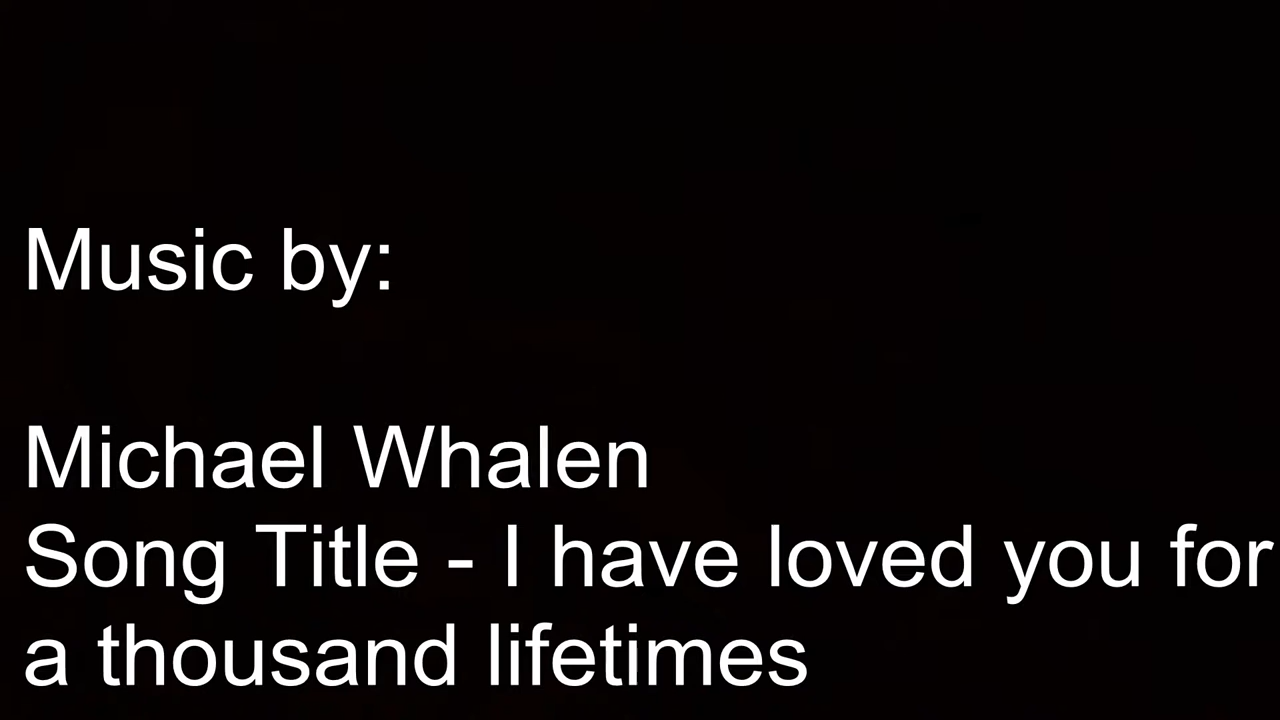 Music by:
Michael Whalen
Song Title - I have loved you for
a thousand lifetimes